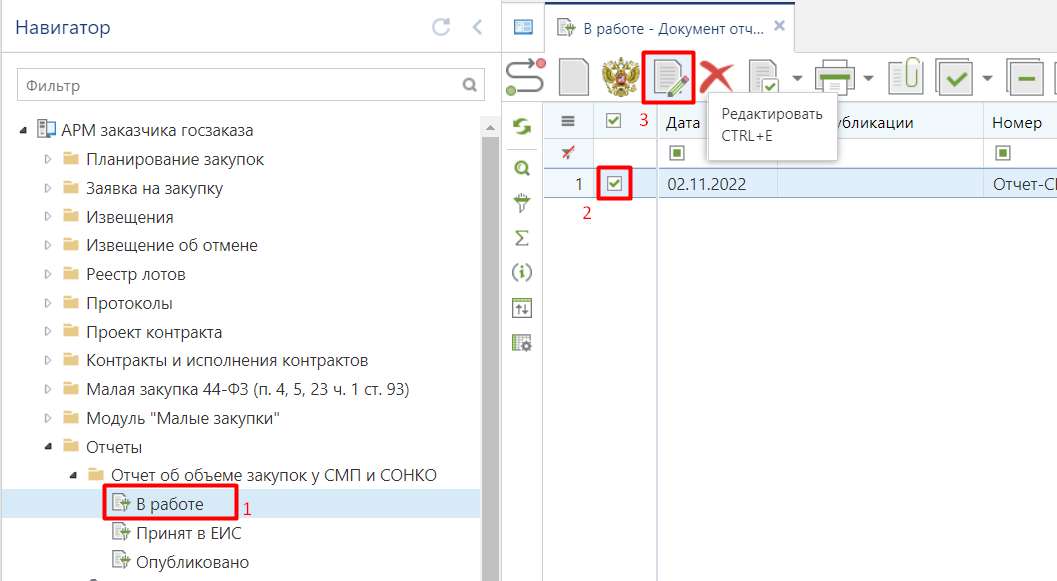 Навигатор
Фильтр
АРМ заказчика госзаказа
Планирование закупок
Заявка на закупку
Извещения
Извещение об отмене
Реестр лотов
Протоколы
Проект контракта
Контракты и исполнения контрактов
Малая закупка 44-ФЗ (п. 4, 5, 23 ч. 1 ст. 93)
Модуль "Малые закупки"
Отчеты
Отчет об объеме закупок у СМП и СОНКО
В работе 1
Принят в ЕИС
Опубликовано
В работе - Документ отч...
Редактировать
CTRL+E
3 Дата убликации Номер
1 02.11.2022 Отчет-СІ
2